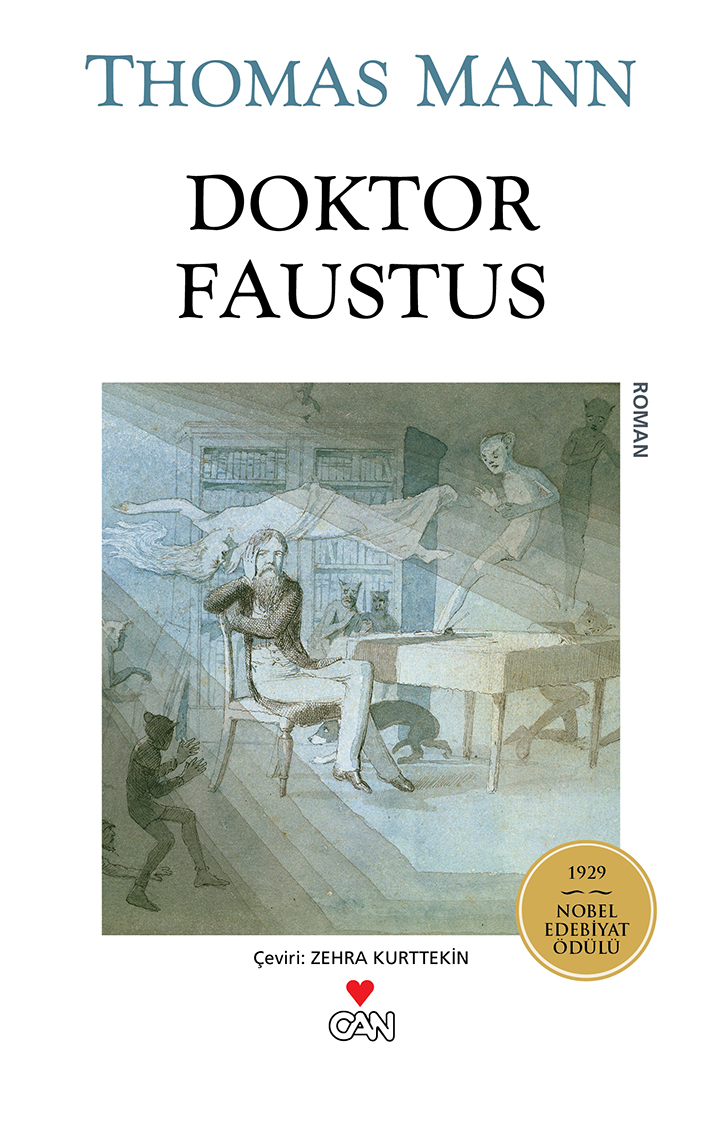 THOMAS MANN
DOKTOR
FAUSTUS
ROMAN
1929
NOBEL
EDEBİYAT
ÖDÜLÜ
Çeviri: ZEHRA KURTTEKİN
CAN